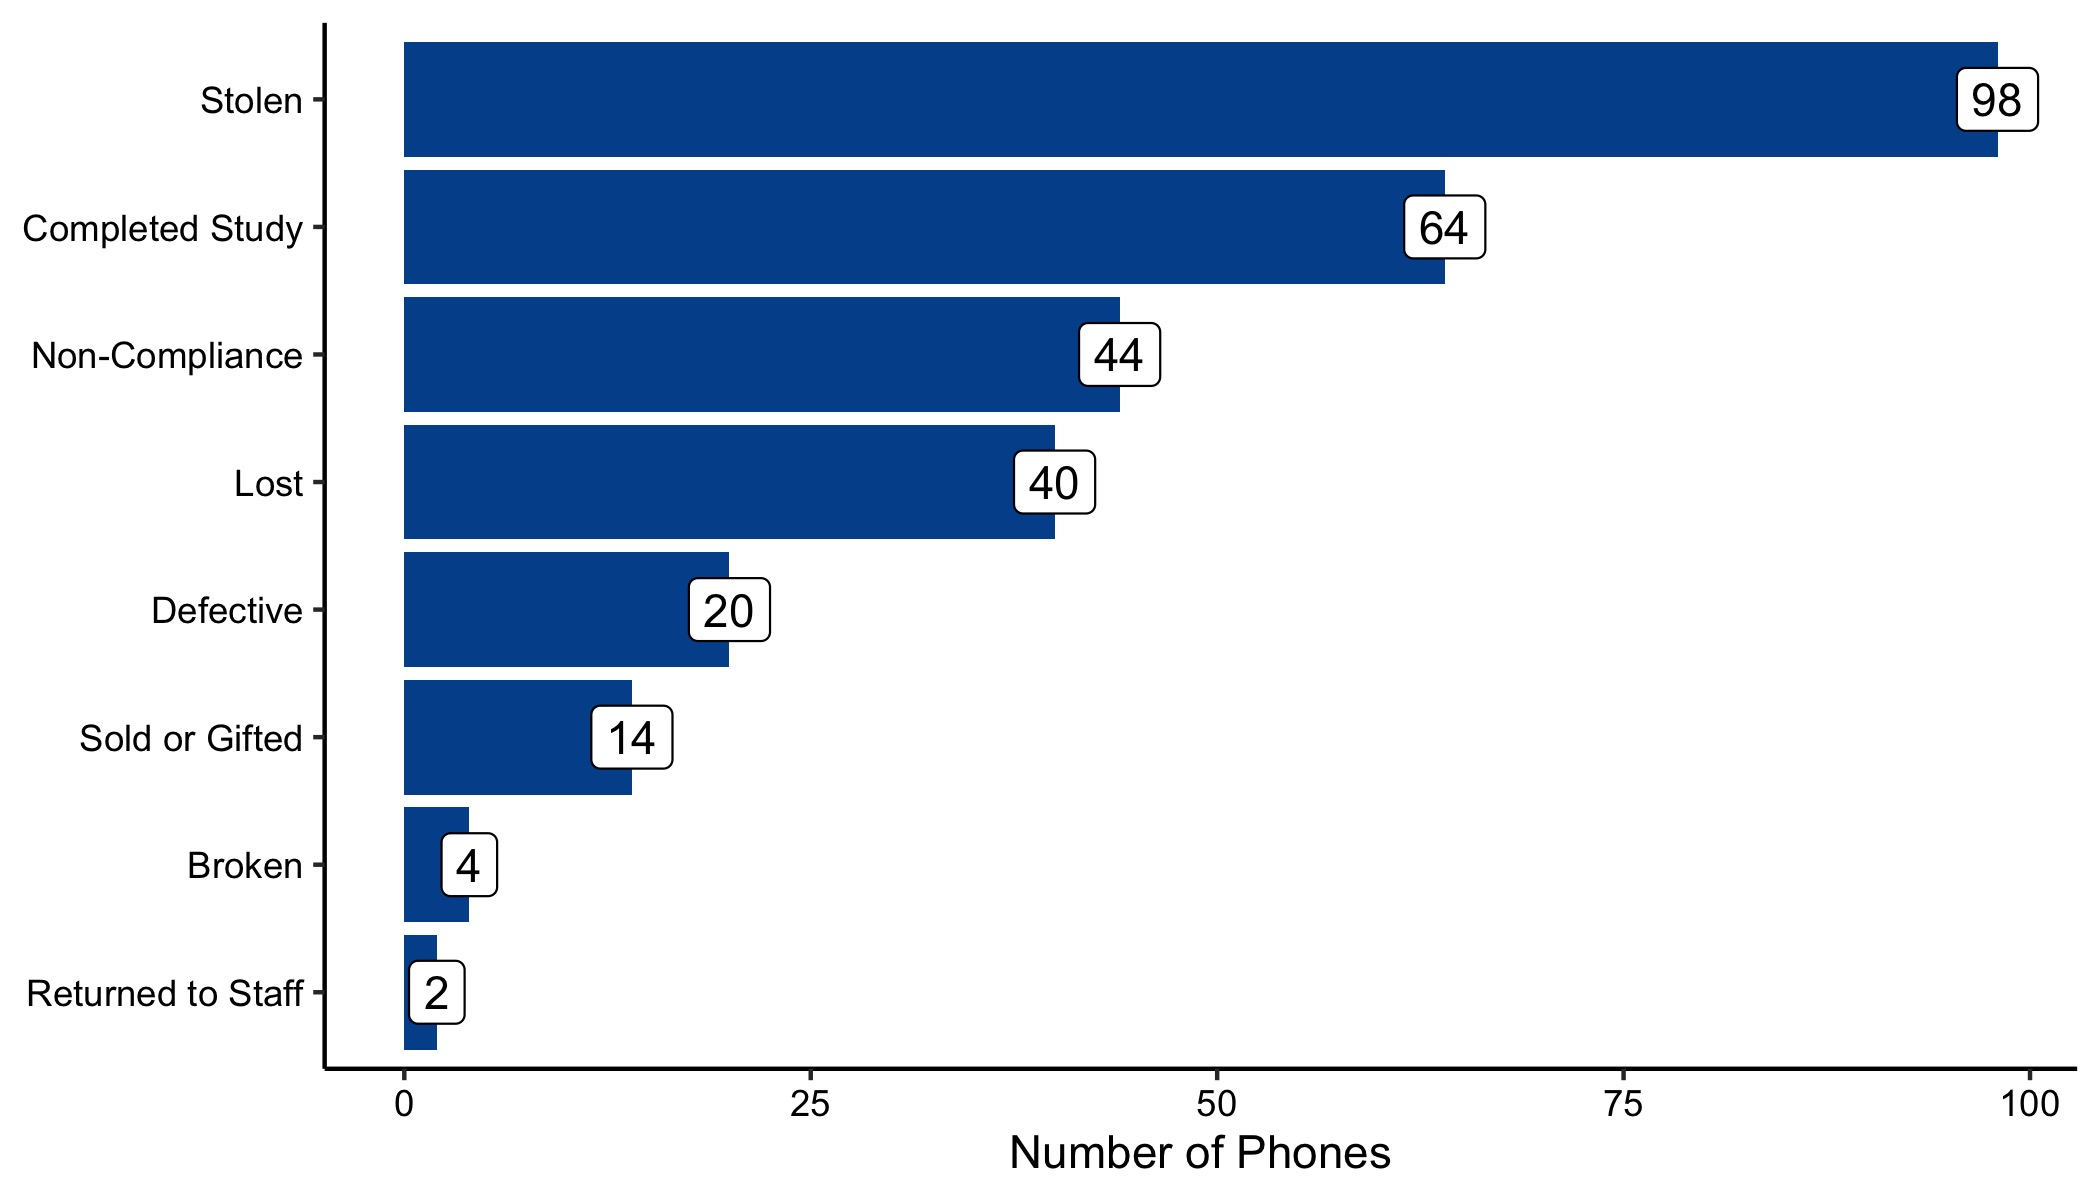 Stolen 98
Completed Study 64
Non-Compliance 44
Lost 40
Defective 20
Sold or Gifted 14
Broken 4
Returned to Staff 2
0 25 50 75 100
Number of Phones